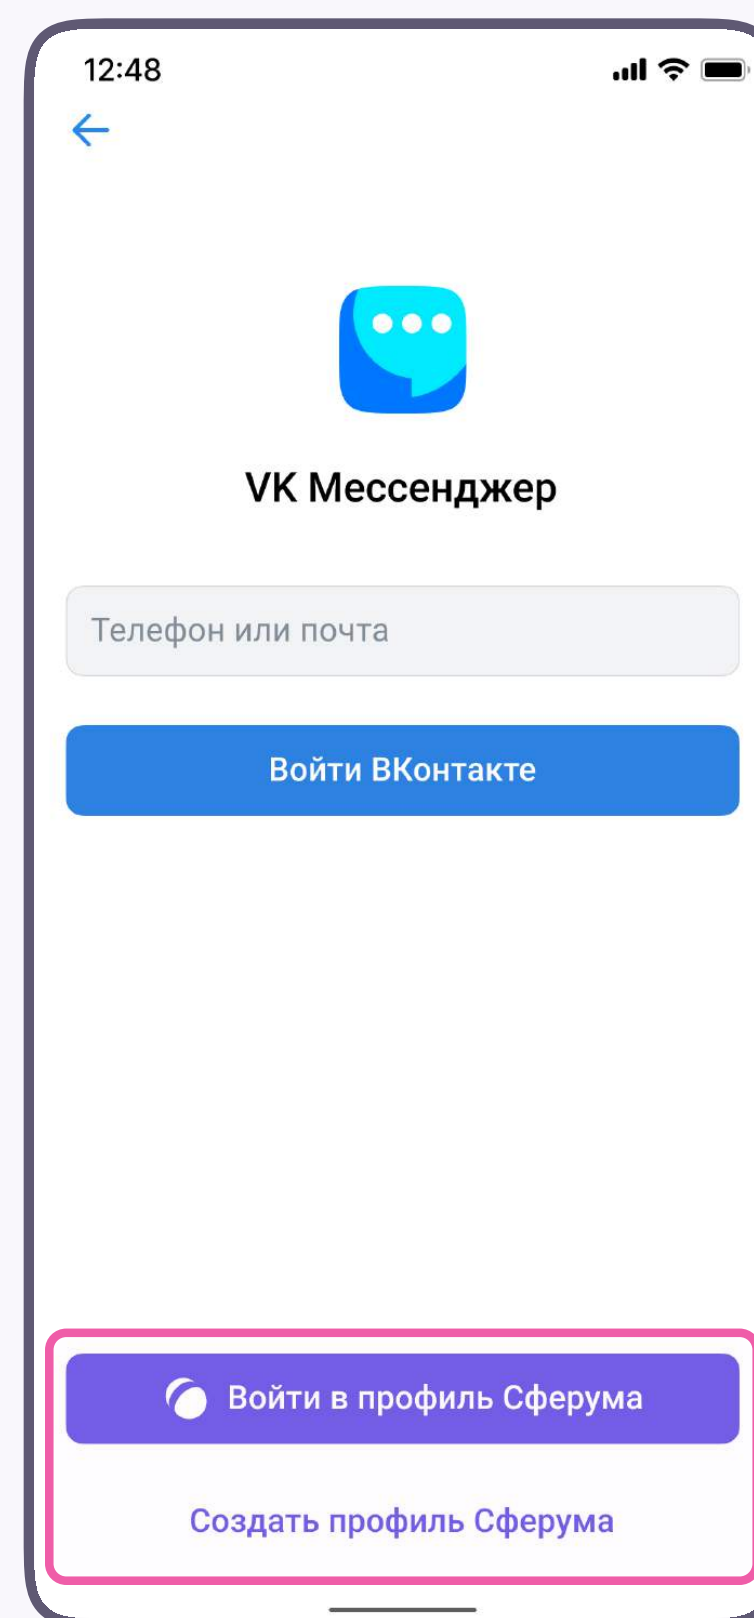 12:48
VK Мессенджер
Телефон или почта
Войти ВКонтакте
Войти в профиль Сферума
Создать профиль Сферума